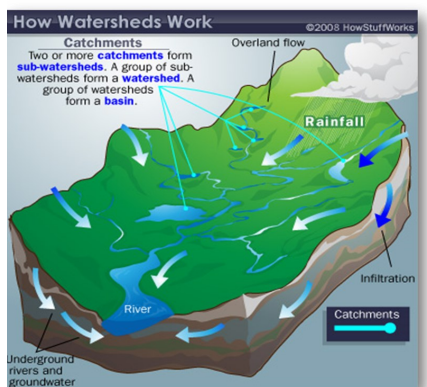 How Watersheds Work
©2008 HowStuffWorks
Catchments
Two or more catchments form
sub-watersheds. A group of sub-
watersheds form a watershed. A
group of watersheds
form a basin.
Overland flow
Rainfall
Infiltration
River
Catchments
Underground
rivers and
groundwater